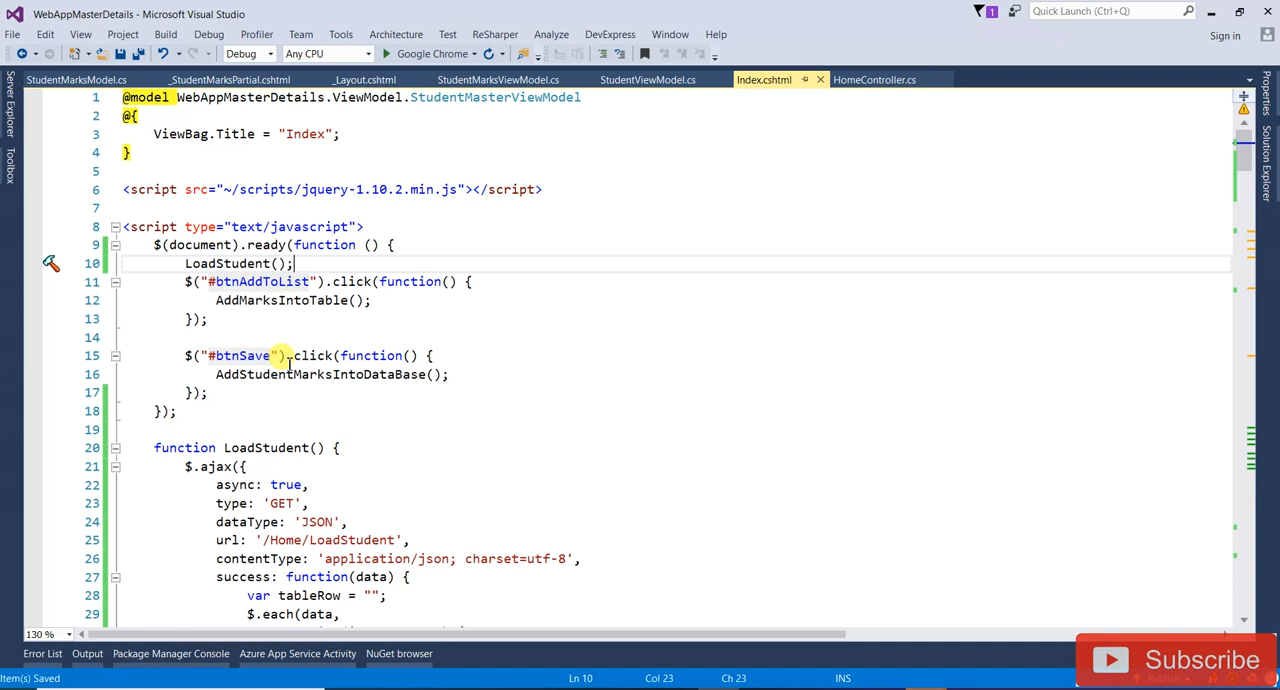 WebAppMasterDetails - Microsoft Visual Studio
1
Quick Launch (Ctrl+Q)
File Edit View Project Build Debug Profiler Team Tools Architecture Test ReSharper Analyze DevExpress Window Help
Sign in
Debug Any CPU Google Chrome
StudentMarksModel.cs _StudentMarksPartial.cshtml _Layout.cshtml StudentMarksViewModel.cs StudentViewModel.cs Index.cshtml HomeController.cs
Server Explorer
Toolbox
Properties
Solution Explorer
1 @model WebAppMasterDetails.ViewModel.StudentMasterViewModel
2 @{
3 ViewBag.Title = "Index";
4 }
5
6 <script src="~/scripts/jquery-1.10.2.min.js"></script>
7
8 <script type="text/javascript">
9 $(document).ready(function () {
10 LoadStudent();
11 $("#btnAddToList").click(function() {
12 AddMarksIntoTable();
13 });
14
15 $("#btnSave").click(function() {
16 AddStudentMarksIntoDataBase();
17 });
18 });
19
20 function LoadStudent() {
21 $.ajax({
22 async: true,
23 type: 'GET',
24 dataType: 'JSON',
25 url: '/Home/LoadStudent',
26 contentType: 'application/json; charset=utf-8',
27 success: function(data) {
28 var tableRow = "";
29 $.each(data,
130 %
Error List Output Package Manager Console Azure App Service Activity NuGet browser
Subscribe
Item(s) Saved Ln 10 Col 23 Ch 23 INS Publish